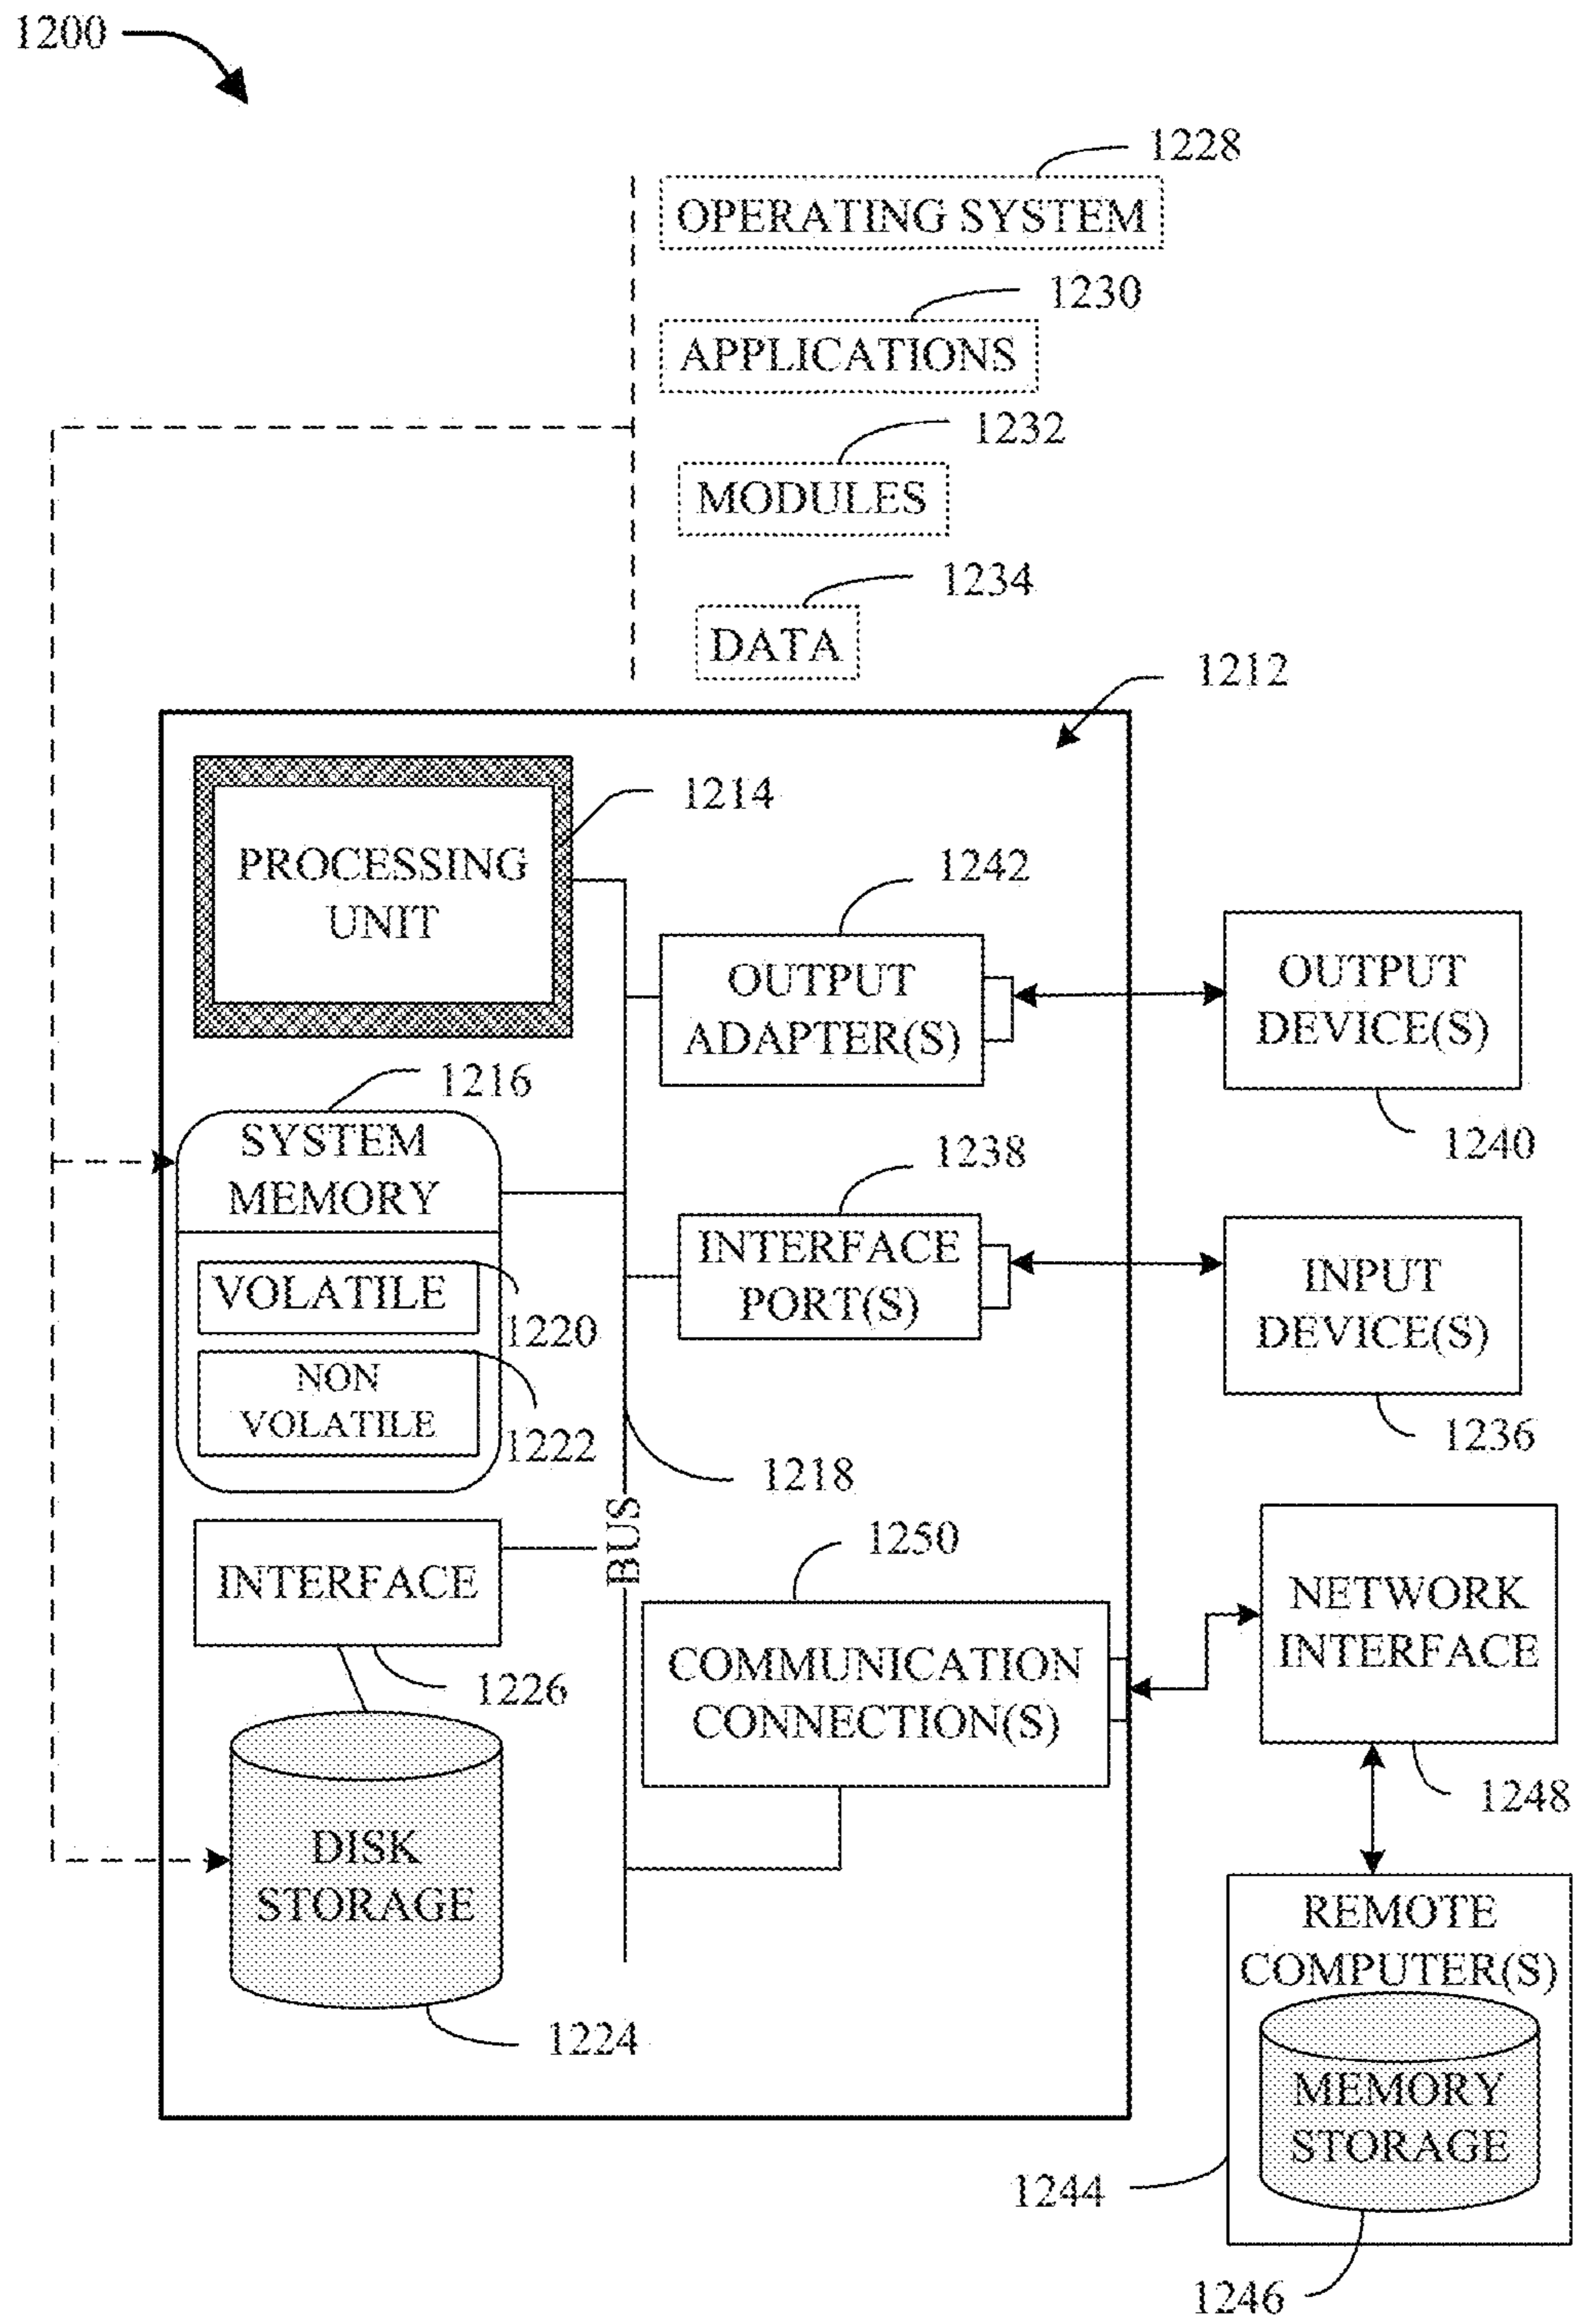 1200
1228
OPERATING SYSTEM
1230
APPLICATIONS
1232
MODULES
1234
DATA
1212
1214
PROCESSING
UNIT
1242
OUTPUT
ADAPTER(S)
OUTPUT
DEVICE(S)
1240
1216
SYSTEM
MEMORY
VOLATILE
1220
NON
VOLATILE
1222
1238
INTERFACE
PORT(S)
INPUT
DEVICE(S)
1236
1218
BUS
INTERFACE
1226
1250
COMMUNICATION
CONNECTION(S)
NETWORK
INTERFACE
1248
DISK
STORAGE
1224
REMOTE
COMPUTER(S)
MEMORY
STORAGE
1244
1246